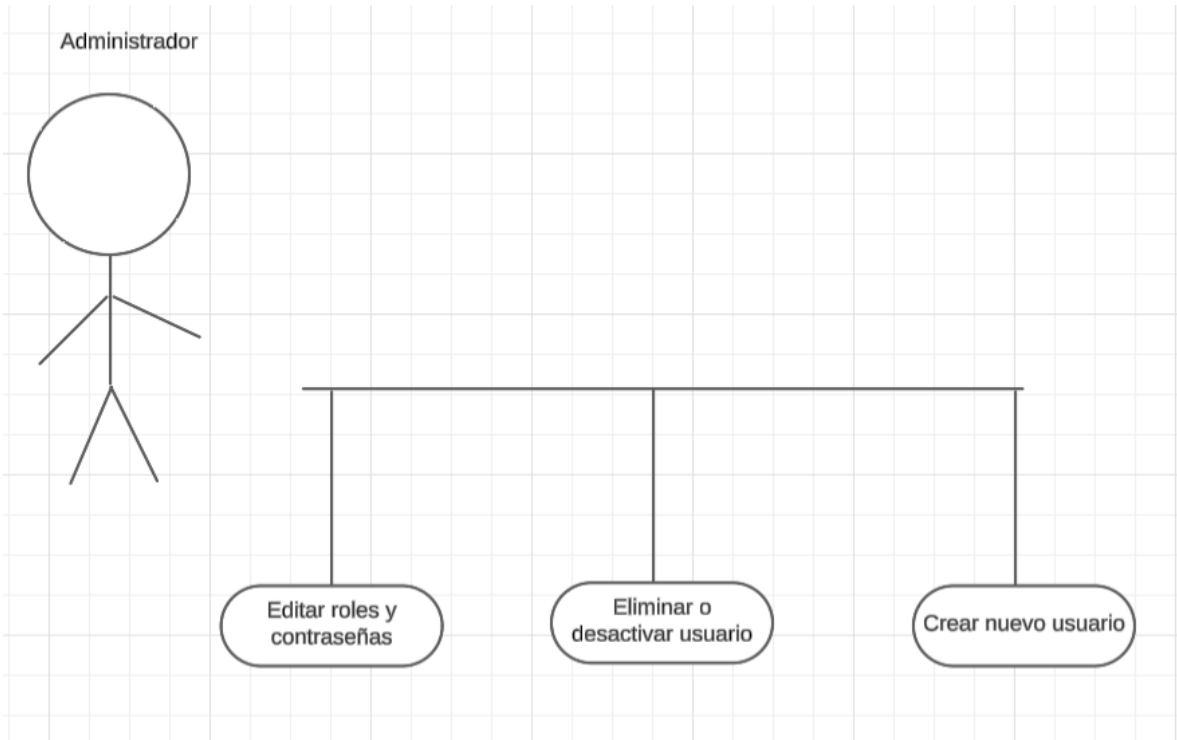 Administrador
Editar roles y
contraseñas
Eliminar o
desactivar usuario
Crear nuevo usuario